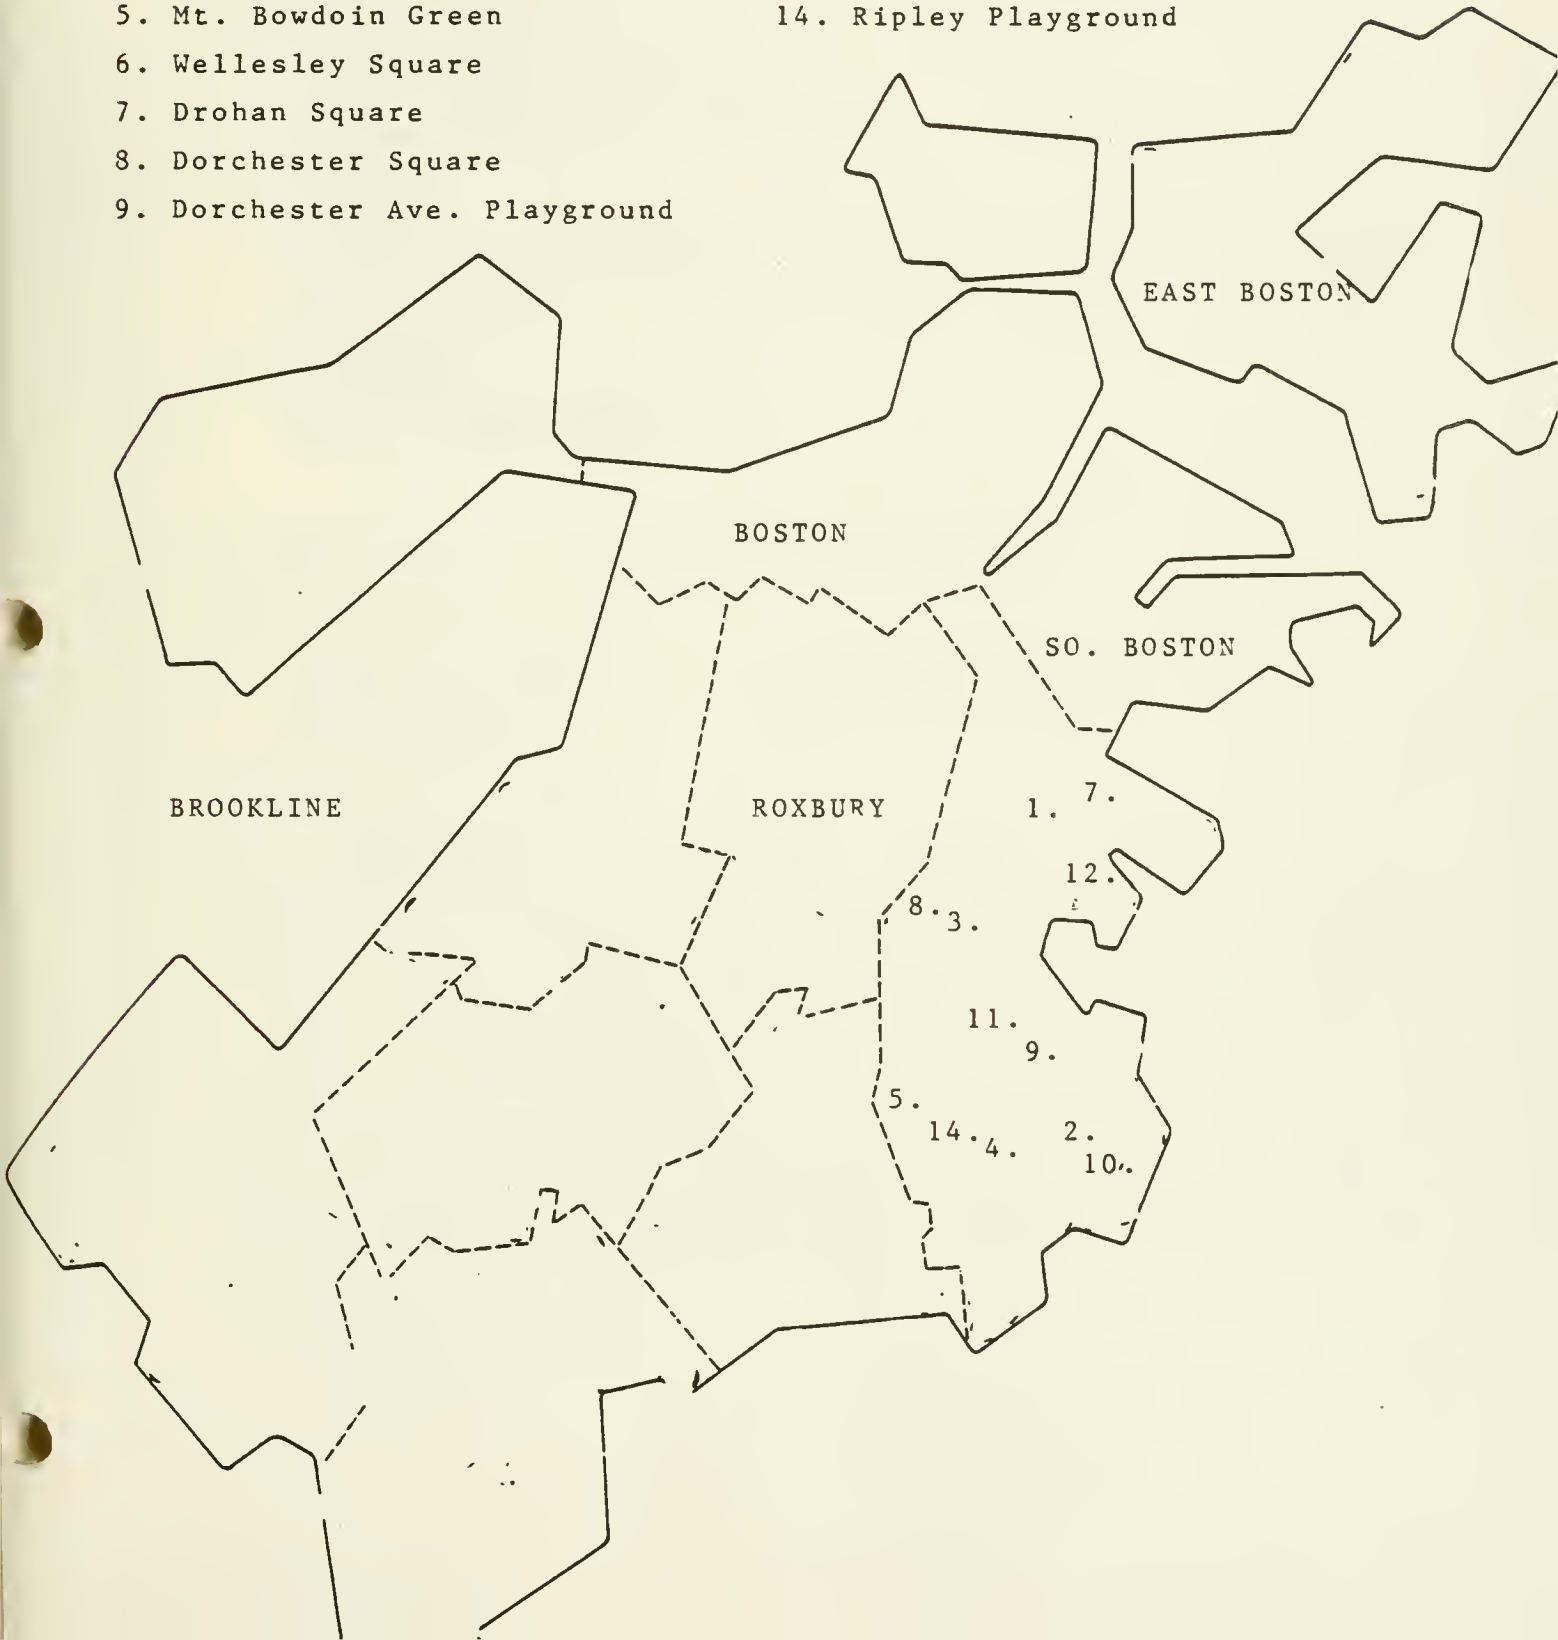 5. Mt. Bowdoin Green
6. Wellesley Square
7. Drohan Square
8. Dorchester Square
9. Dorchester Ave. Playground
14. Ripley Playground
EAST BOSTON
BOSTON
SO. BOSTON
BROOKLINE
ROXBURY
7.
1.
12.
8.
3.
11.
9.
5.
14.
4.
2.
10.